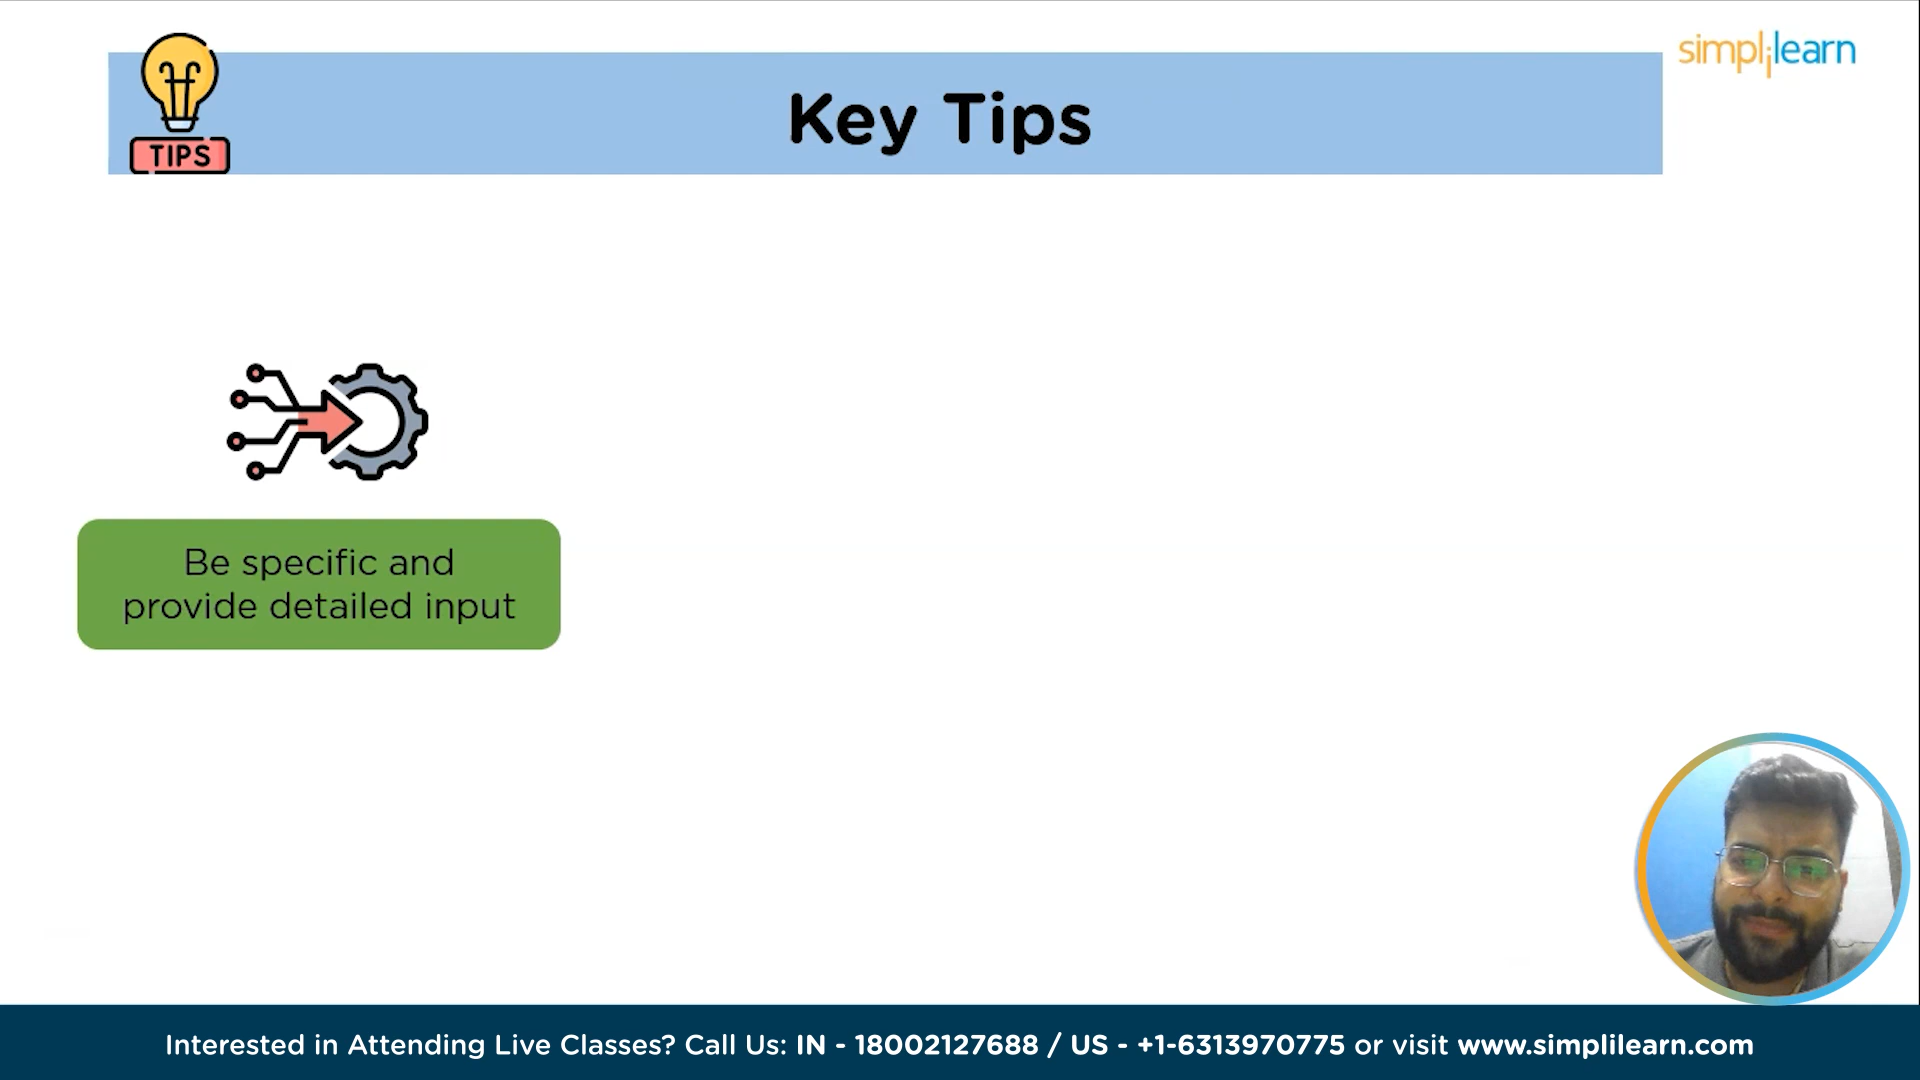 simplilearn
Key Tips
TIPS
Be specific and
provide detailed input
Interested in Attending Live Classes? Call Us: IN - 18002127688 / US - +1-6313970775 or visit www.simplilearn.com